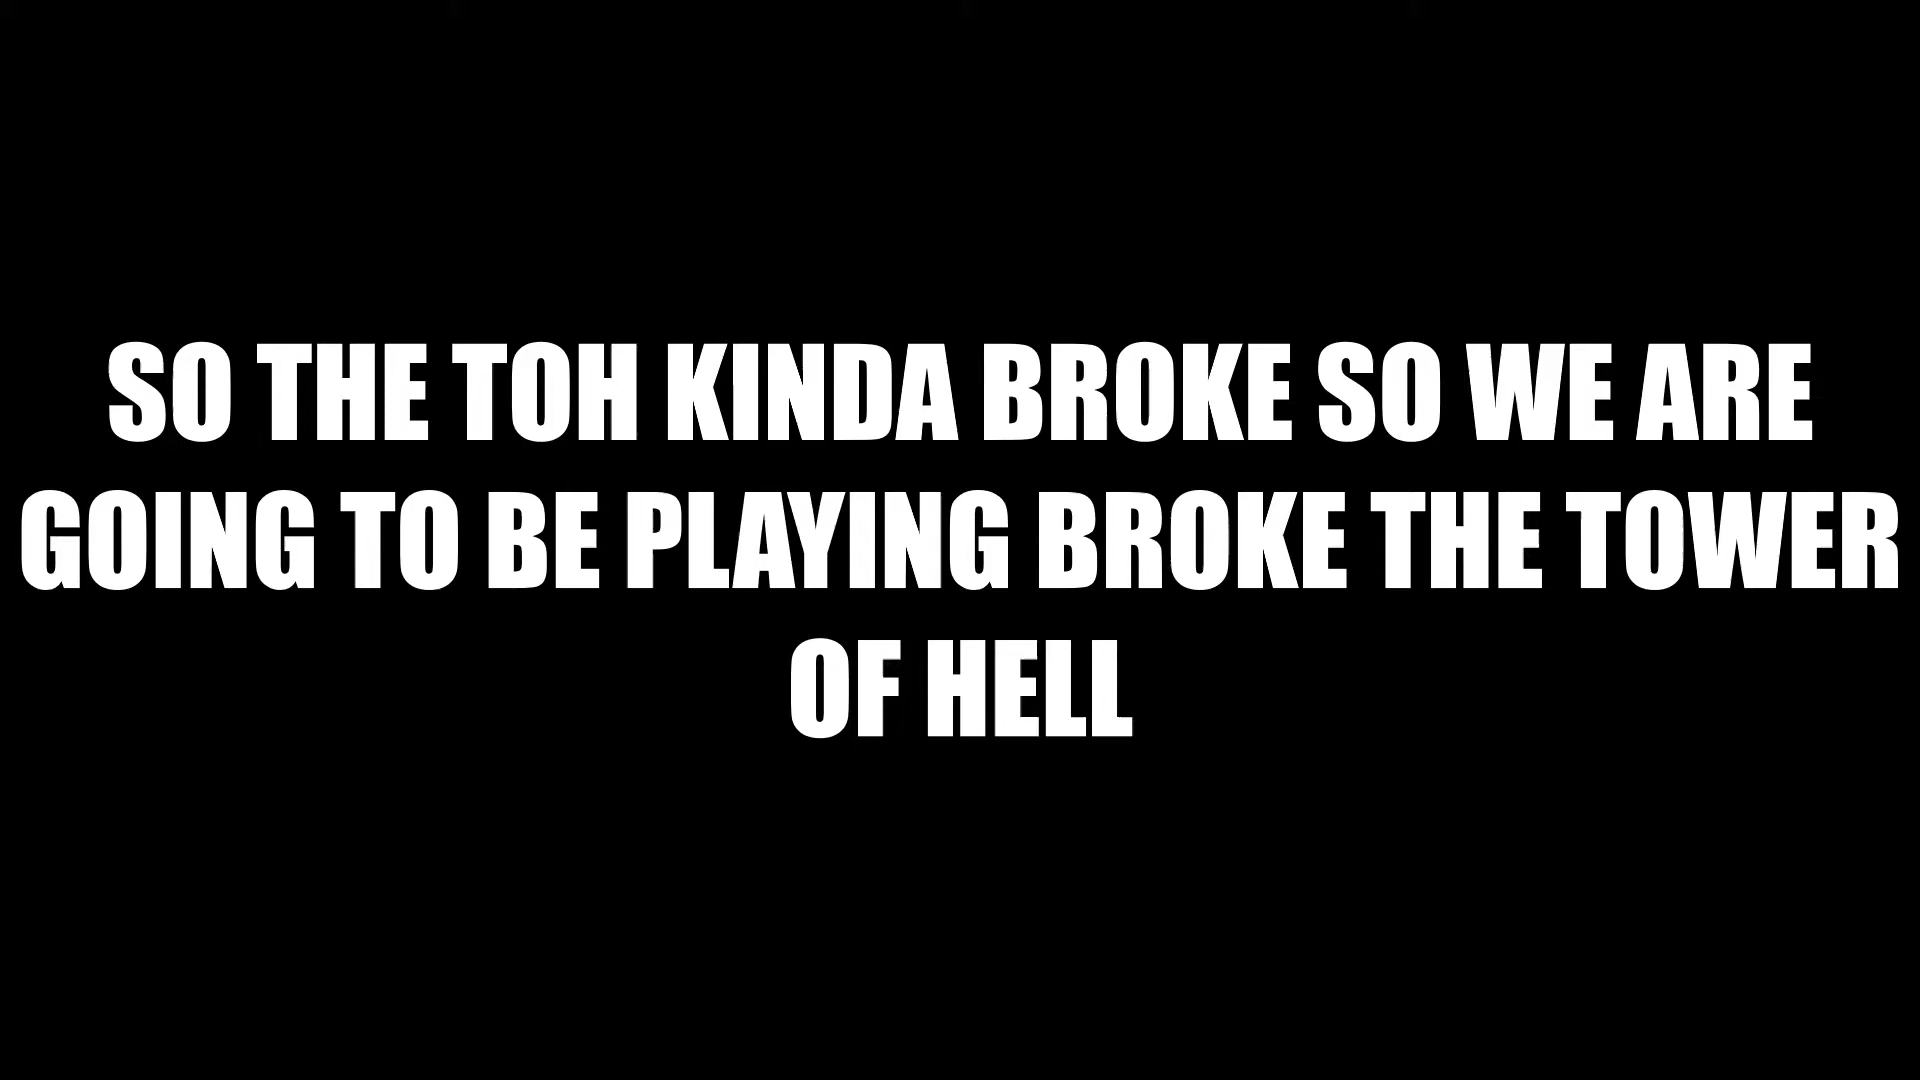 SO THE TOH KINDA BROKE SO WE ARE
GOING TO BE PLAYING BROKE THE TOWER
OF HELL